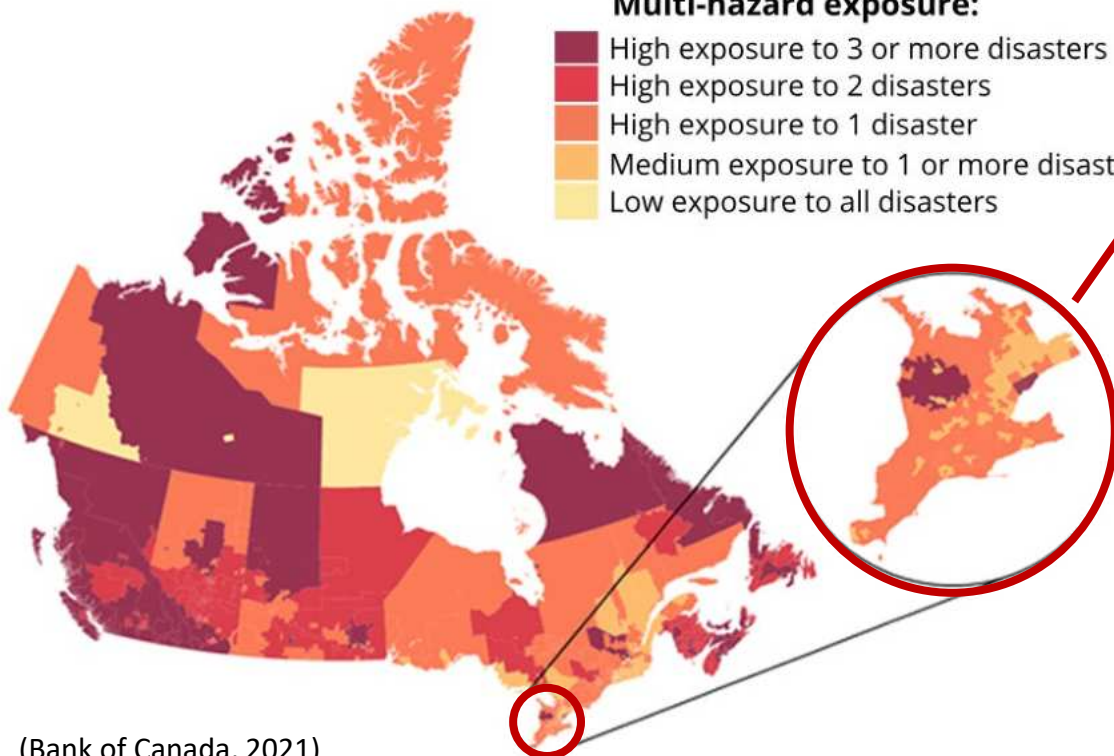 Multi-hazard exposure:
High exposure to 3 or more disasters
High exposure to 2 disasters
High exposure to 1 disaster
Medium exposure to 1 or more disast
Low exposure to all disasters
(Bank of Canada, 2021)